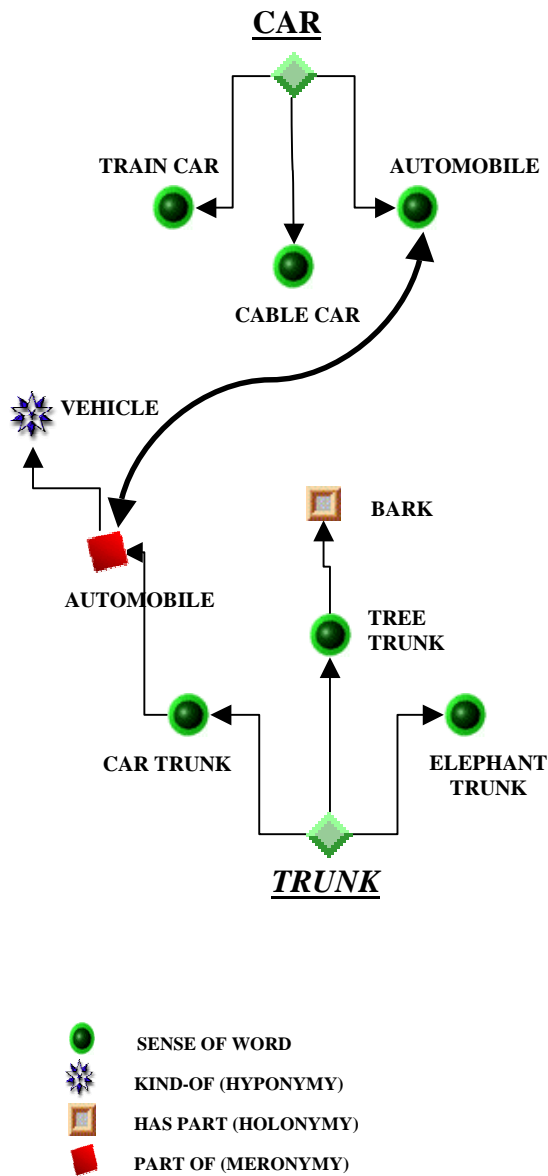 CAR
TRAIN CAR
AUTOMOBILE
CABLE CAR
VEHICLE
BARK
AUTOMOBILE
TREE
TRUNK
CAR TRUNK
ELEPHANT
TRUNK
TRUNK
SENSE OF WORD
KIND-OF (HYPONYMY)
HAS PART (HOLONYMY)
PART OF (MERONYMY)